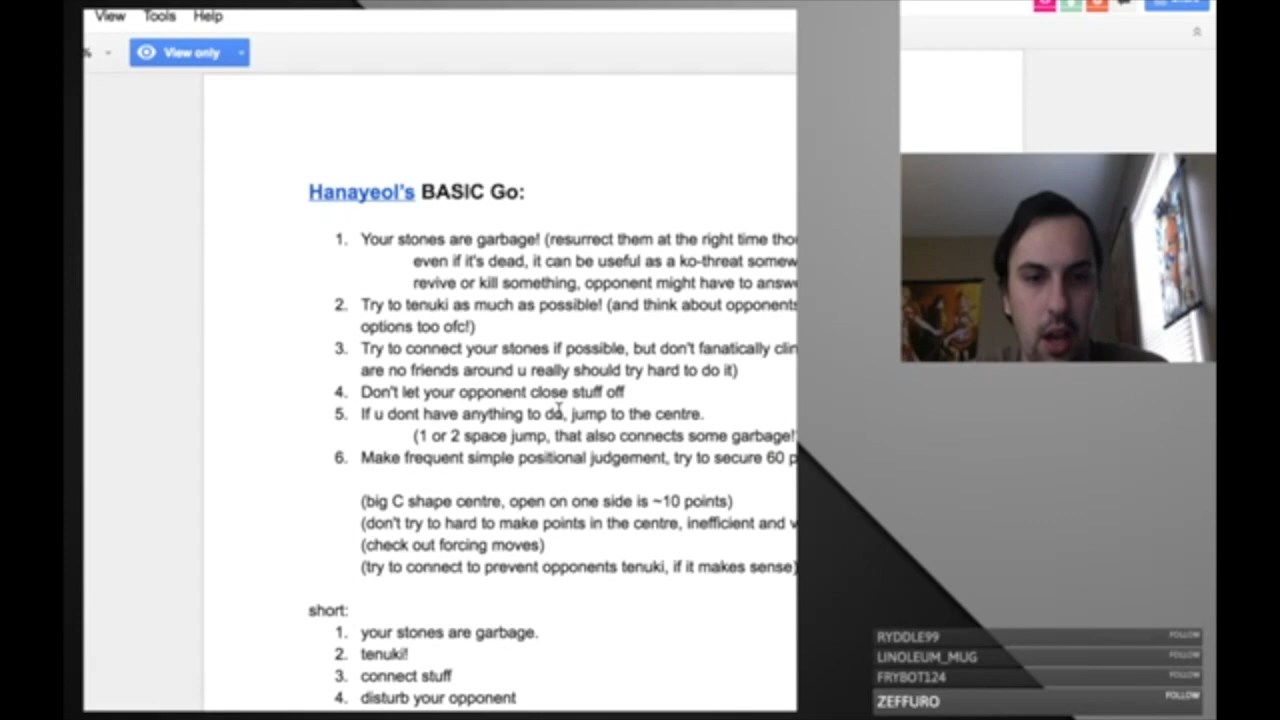 View Tools Help
%
View only
Hanayeol's BASIC Go:
1. Your stones are garbage! (resurrect them at the right time
even if it's dead, it can be useful as a ko-threat
revive or kill something, opponent might have to
2. Try to tenuki as much as possible! (and think about opponents
options too ofc!)
3. Try to connect your stones if possible, but don't fanatically
are no friends around u really should try hard to do it)
4. Don't let your opponent close stuff off
5. If u dont have anything to do, jump to the centre.
(1 or 2 space jump, that also connects some garbage!
6. Make frequent simple positional judgement, try to secure 60
(big C shape centre, open on one side is ~10 points)
(don't try to hard to make points in the centre, inefficient and
(check out forcing moves)
(try to connect to prevent opponents tenuki, if it makes sense)
short:
1. your stones are garbage.
2. tenuki!
3. connect stuff
4. disturb your opponent
RYDDLE99 FOLLOW
LINOLEUM_MUG FOLLOW
FRYBOT124 FOLLOW
ZEFFURO FOLLOW